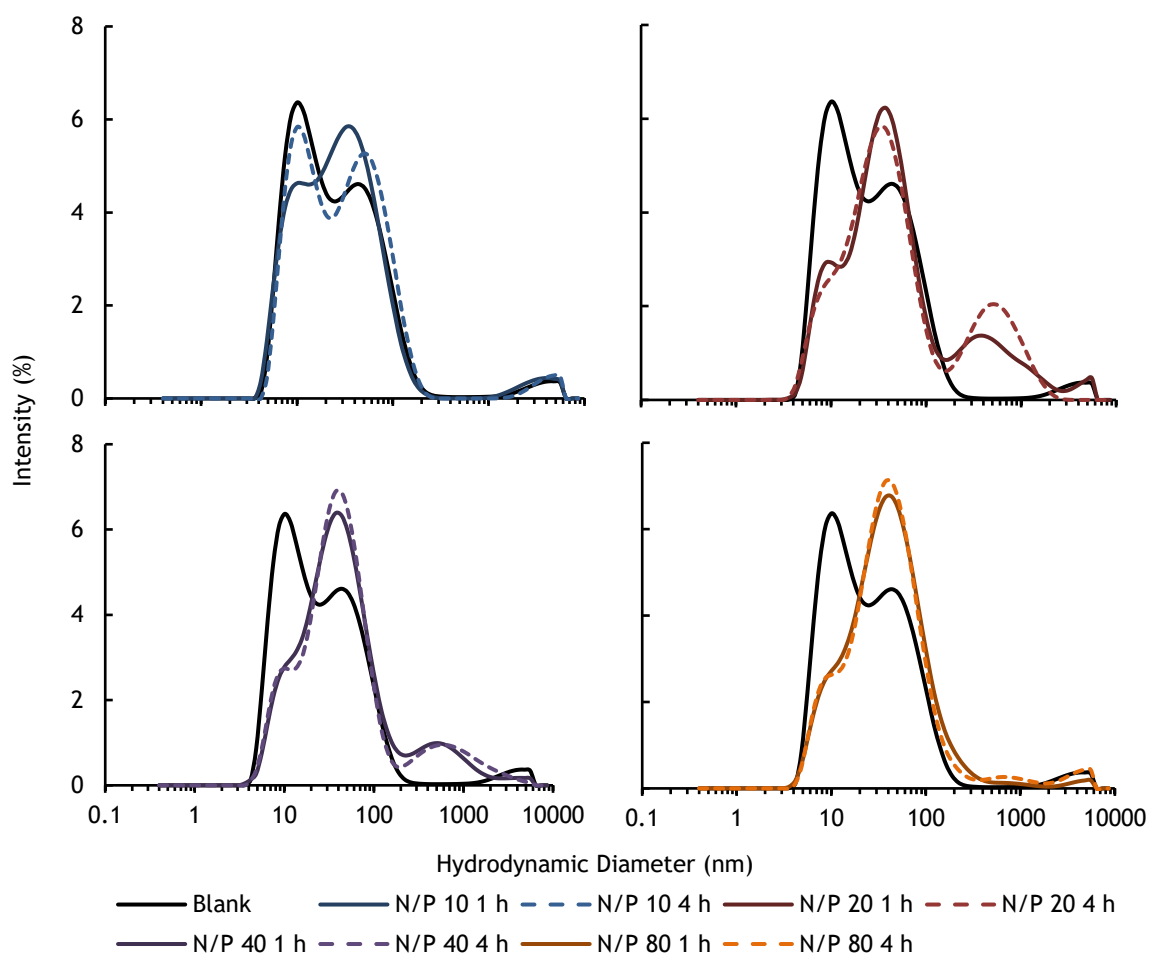 8
6
4
2
0
Intensity (%)
8
6
4
2
0
0.1 1 10 100 1000 10000
0.1 1 10 100 1000 10000
Hydrodynamic Diameter (nm)
Blank N/P 10 1 h N/P 10 4 h N/P 20 1 h N/P 20 4 h
N/P 40 1 h N/P 40 4 h N/P 80 1 h N/P 80 4 h